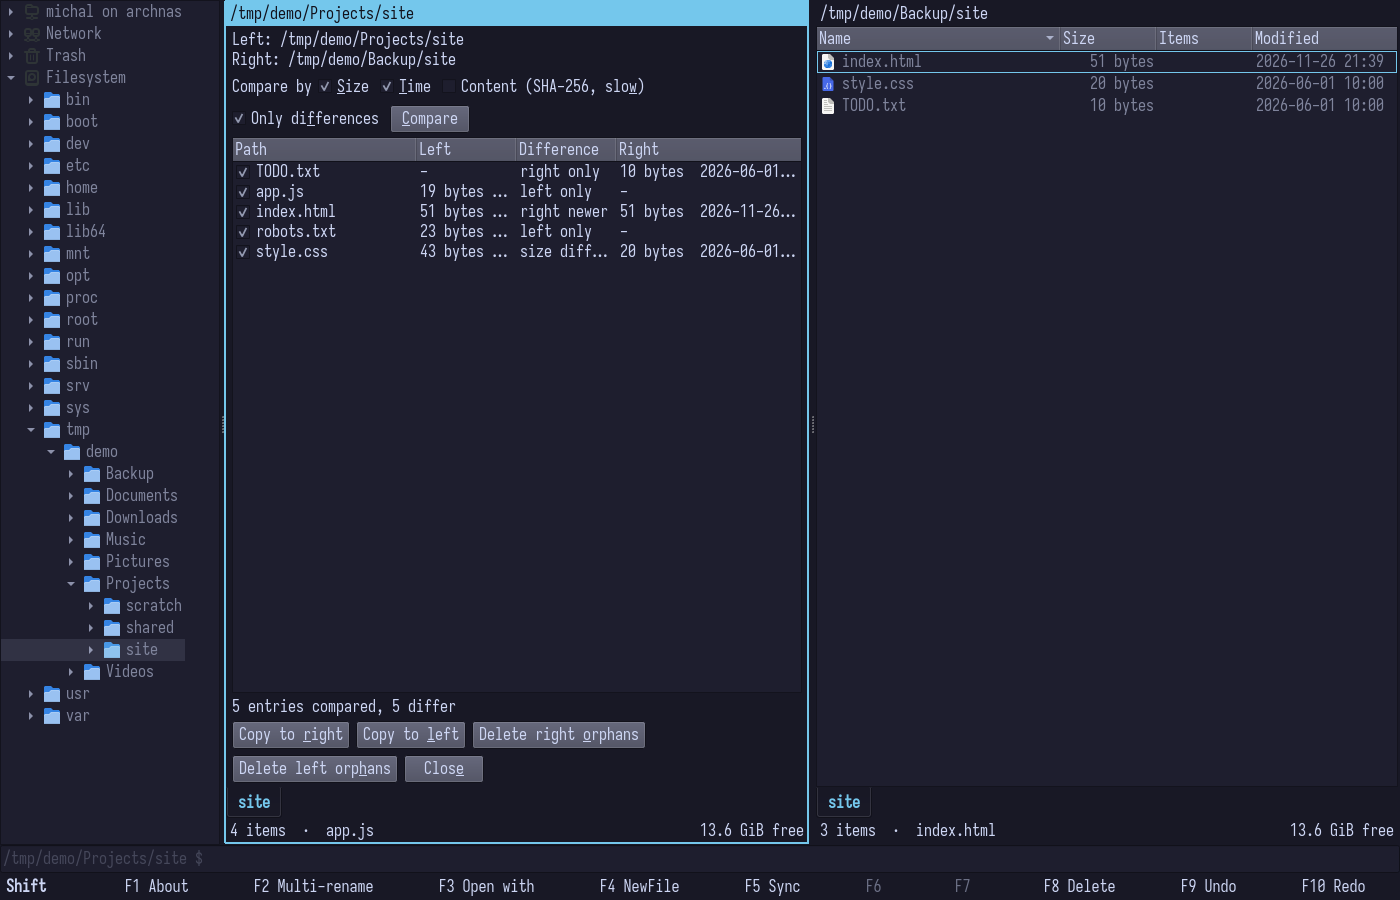 michal on archnas
Network
Trash
Filesystem
bin
boot
dev
etc
home
lib
lib64
mnt
opt
proc
root
run
sbin
srv
sys
tmp
demo
Backup
Documents
Downloads
Music
Pictures
Projects
scratch
shared
site
Videos
usr
var
/tmp/demo/Projects/site
Left: /tmp/demo/Projects/site
Right: /tmp/demo/Backup/site
Compare by Size Time Content (SHA-256, slow)
Only differences Compare
Path Left Difference Right
TODO.txt – right only 10 bytes 2026-06-01...
app.js 19 bytes ... left only –
index.html 51 bytes ... right newer 51 bytes 2026-11-26...
robots.txt 23 bytes ... left only –
style.css 43 bytes ... size diff... 20 bytes 2026-06-01...
5 entries compared, 5 differ
Copy to right Copy to left Delete right orphans
Delete left orphans Close
site
4 items · app.js 13.6 GiB free
/tmp/demo/Backup/site
Name Size Items Modified
index.html 51 bytes 2026-11-26 21:39
style.css 20 bytes 2026-06-01 10:00
TODO.txt 10 bytes 2026-06-01 10:00
site
3 items · index.html 13.6 GiB free
/tmp/demo/Projects/site $
Shift F1 About F2 Multi-rename F3 Open with F4 NewFile F5 Sync F6 F7 F8 Delete F9 Undo F10 Redo